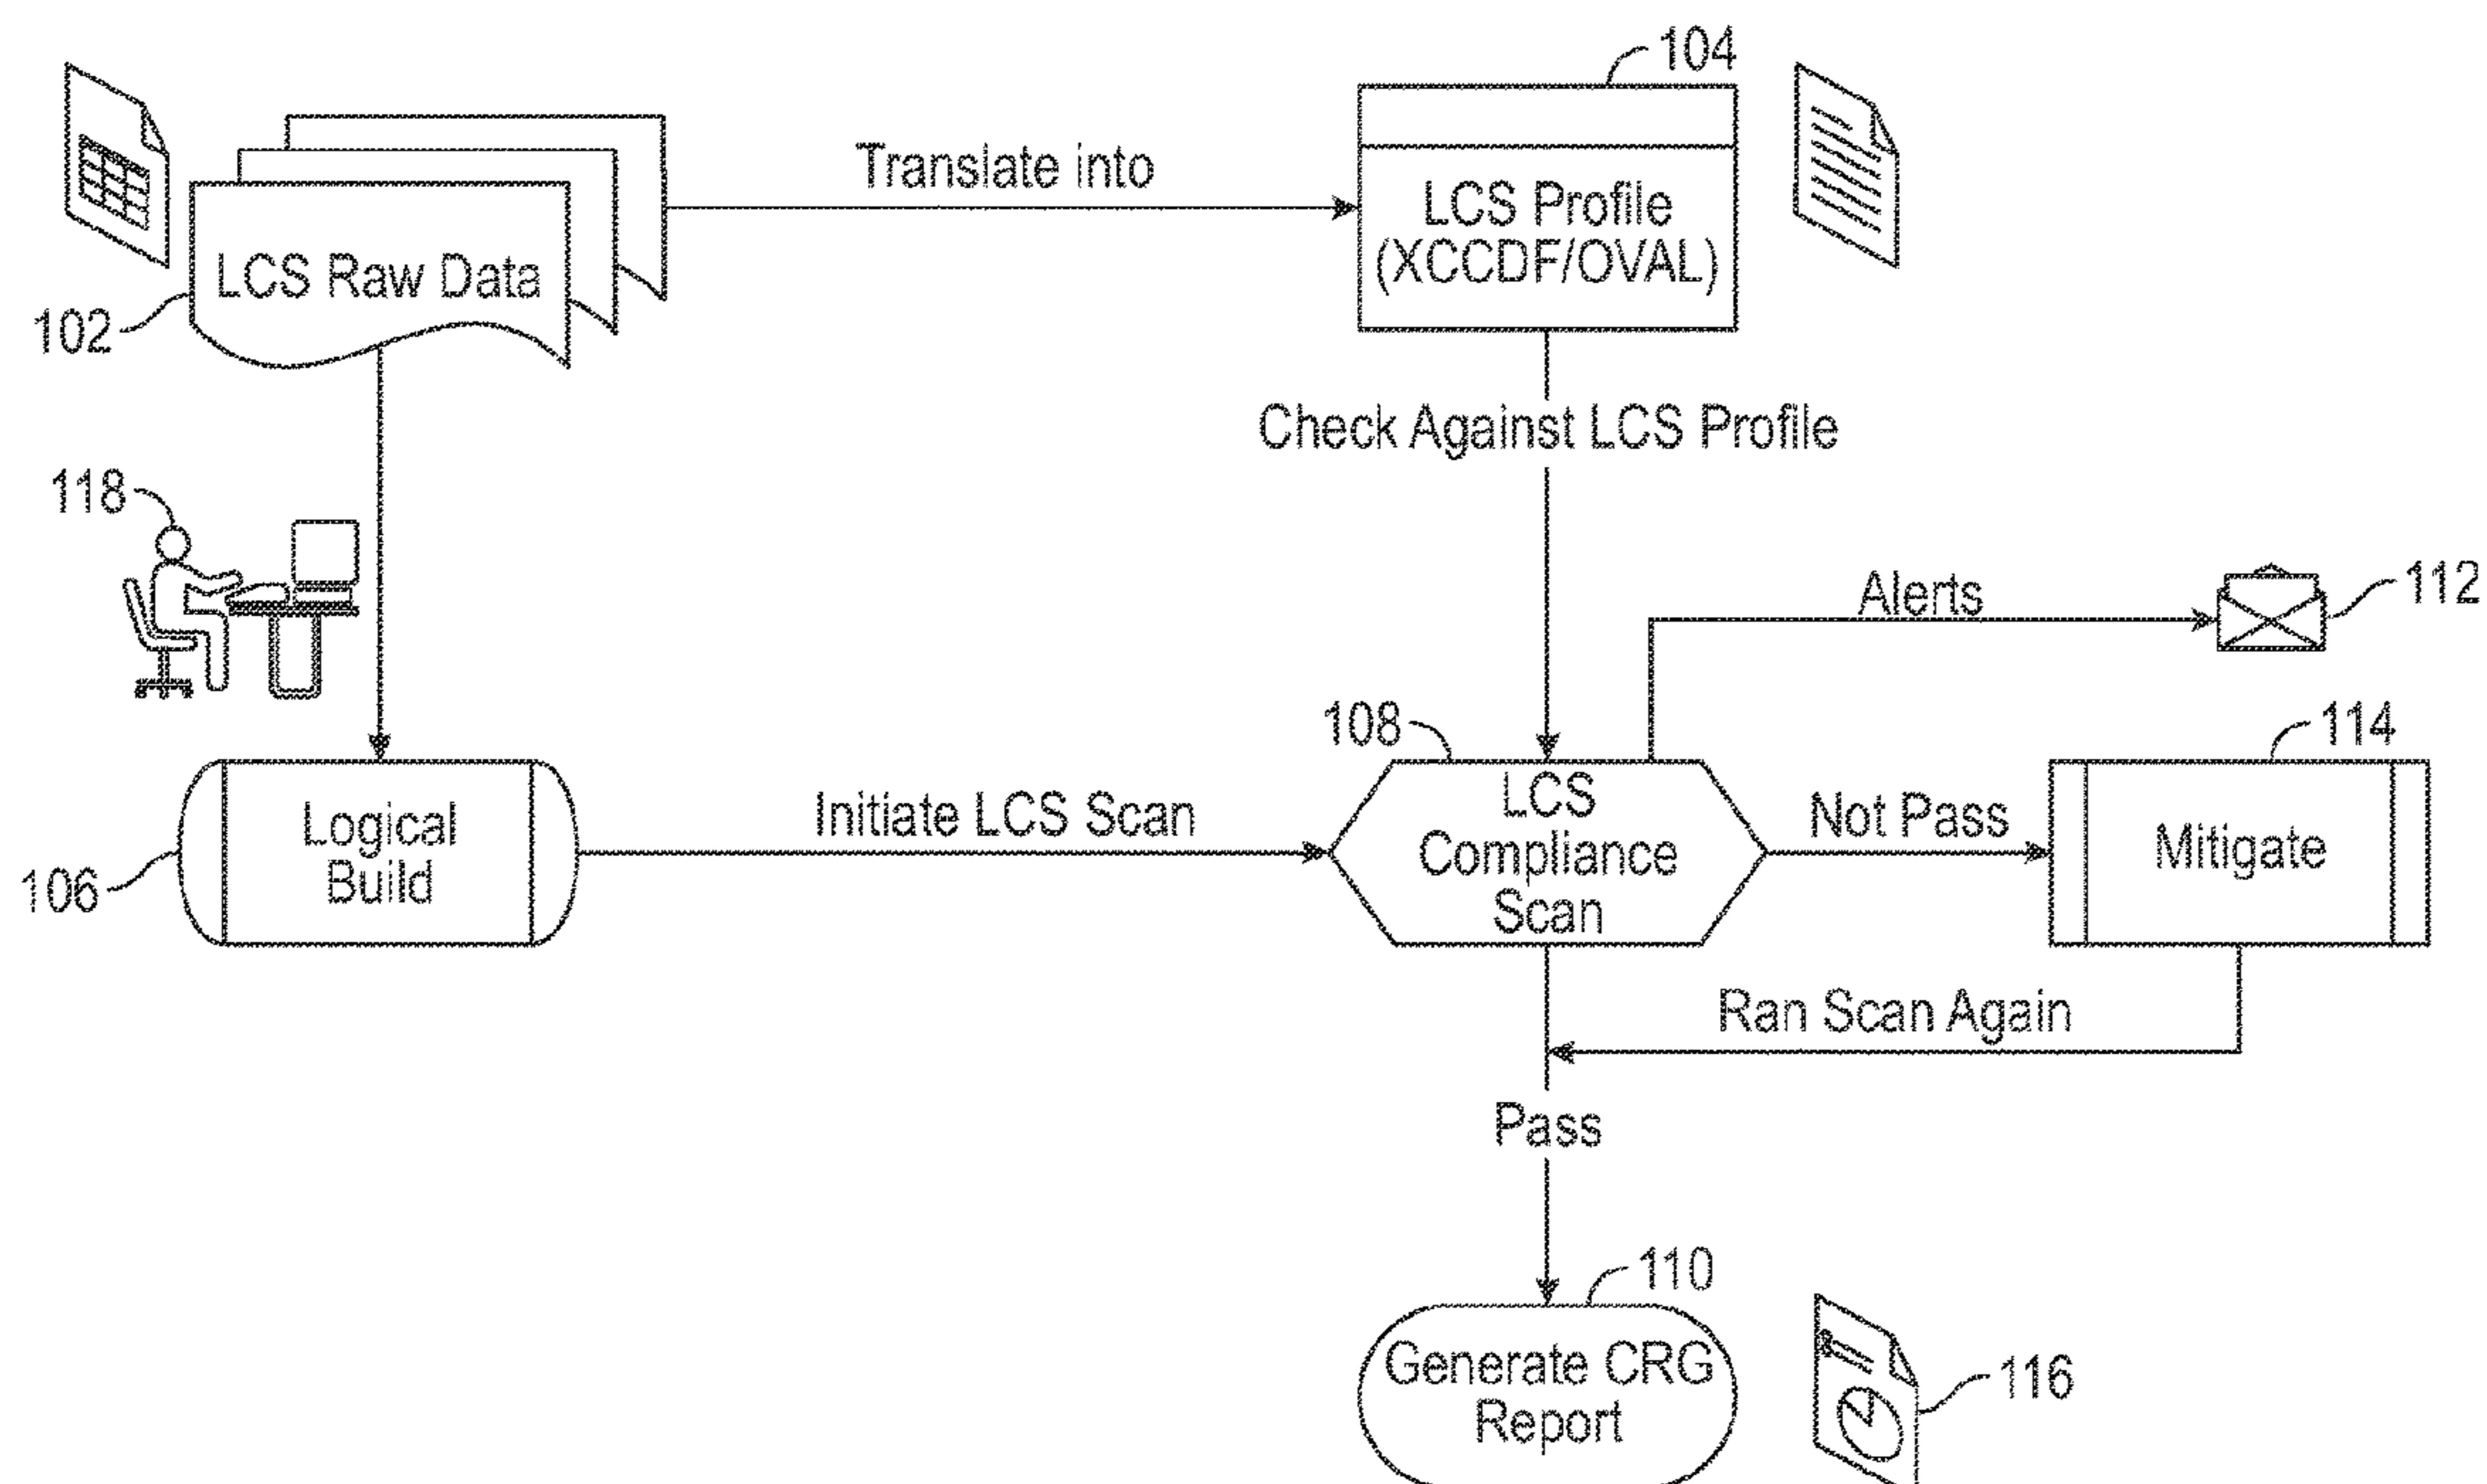 104
Translate into
LCS Profile
(XCCDF/OVAL)
LCS Raw Data
102
Check Against LCS Profile
118
Alerts
112
108
114
Logical
Build
Initiate LCS Scan
LCS
Compliance
Scan
Not Pass
Mitigate
106
Ran Scan Again
Pass
110
Generate CRG
Report
116